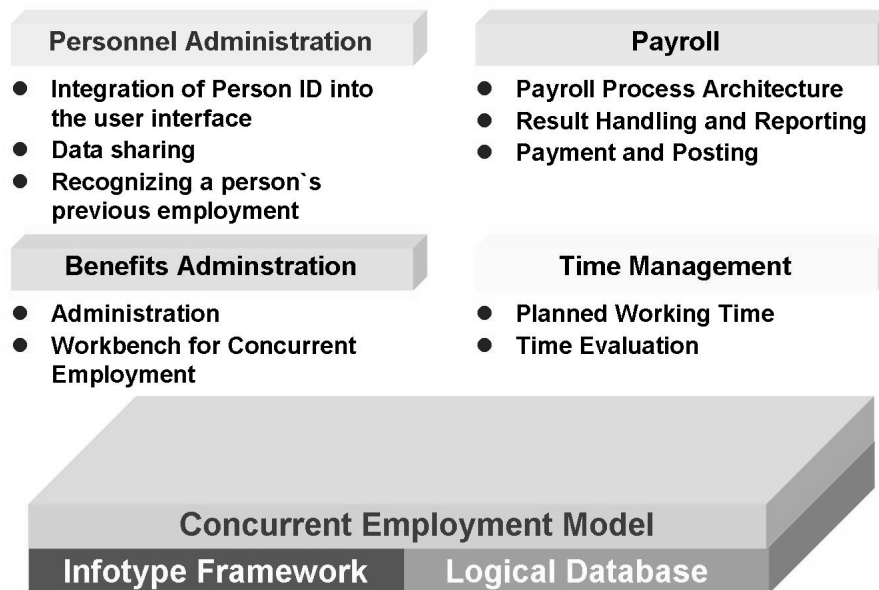 Personnel Administration
Integration of Person ID into
the user interface
Data sharing
Recognizing a person`s
previous employment
Payroll
Payroll Process Architecture
Result Handling and Reporting
Payment and Posting
Benefits Adminstration
Administration
Workbench for Concurrent
Employment
Time Management
Planned Working Time
Time Evaluation
Concurrent Employment Model
Infotype Framework
Logical Database